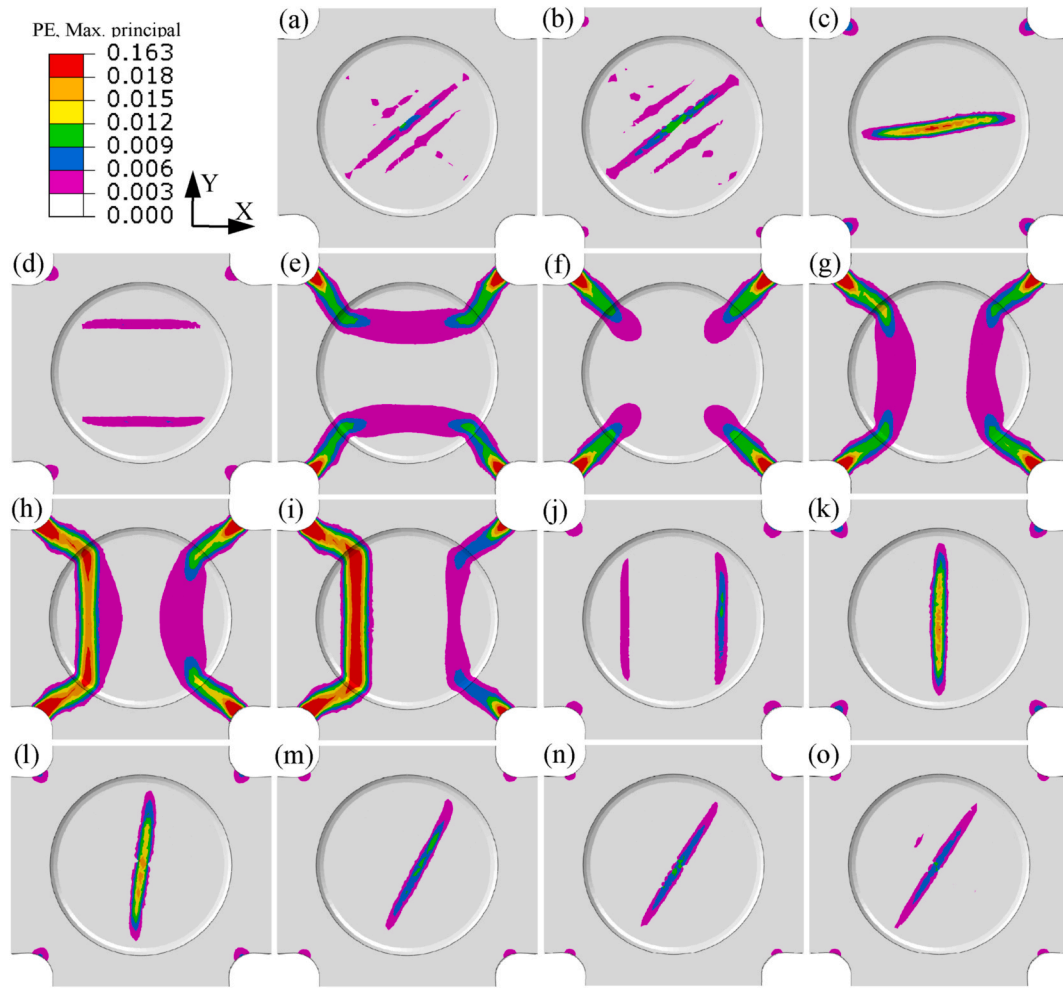 PE, Max. principal
0.163
0.018
0.015
0.012
0.009
0.006
0.003
0.000
Y
X
(a)
(b)
(c)
(d)
(e)
(f)
(g)
(h)
(i)
(j)
(k)
(l)
(m)
(n)
(o)